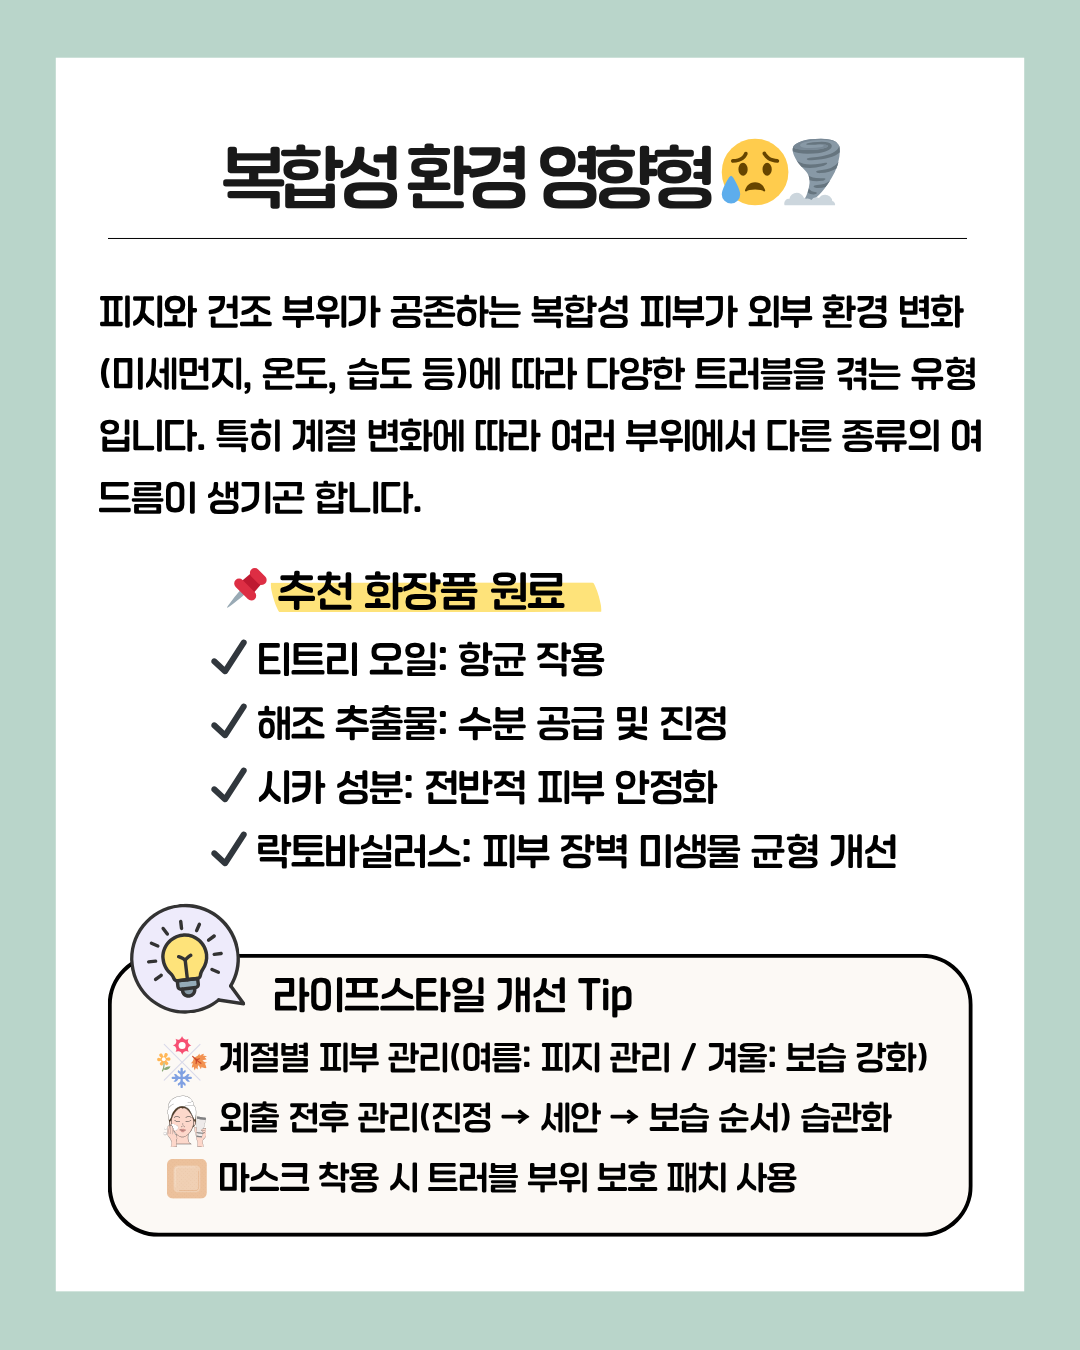 복합성 환경 영향형
피지와 건조 부위가 공존하는 복합성 피부가 외부 환경 변화
(미세먼지, 온도, 습도 등)에 따라 다양한 트러블을 겪는 유형
입니다. 특히 계절 변화에 따라 여러 부위에서 다른 종류의 여
드름이 생기곤 합니다.
추천 화장품 원료
티트리 오일: 항균 작용
해조 추출물: 수분 공급 및 진정
시카 성분: 전반적 피부 안정화
락토바실러스: 피부 장벽 미생물 균형 개선
라이프스타일 개선 Tip
계절별 피부 관리(여름: 피지 관리 / 겨울: 보습 강화)
외출 전후 관리(진정 → 세안 → 보습 순서) 습관화
마스크 착용 시 트러블 부위 보호 패치 사용